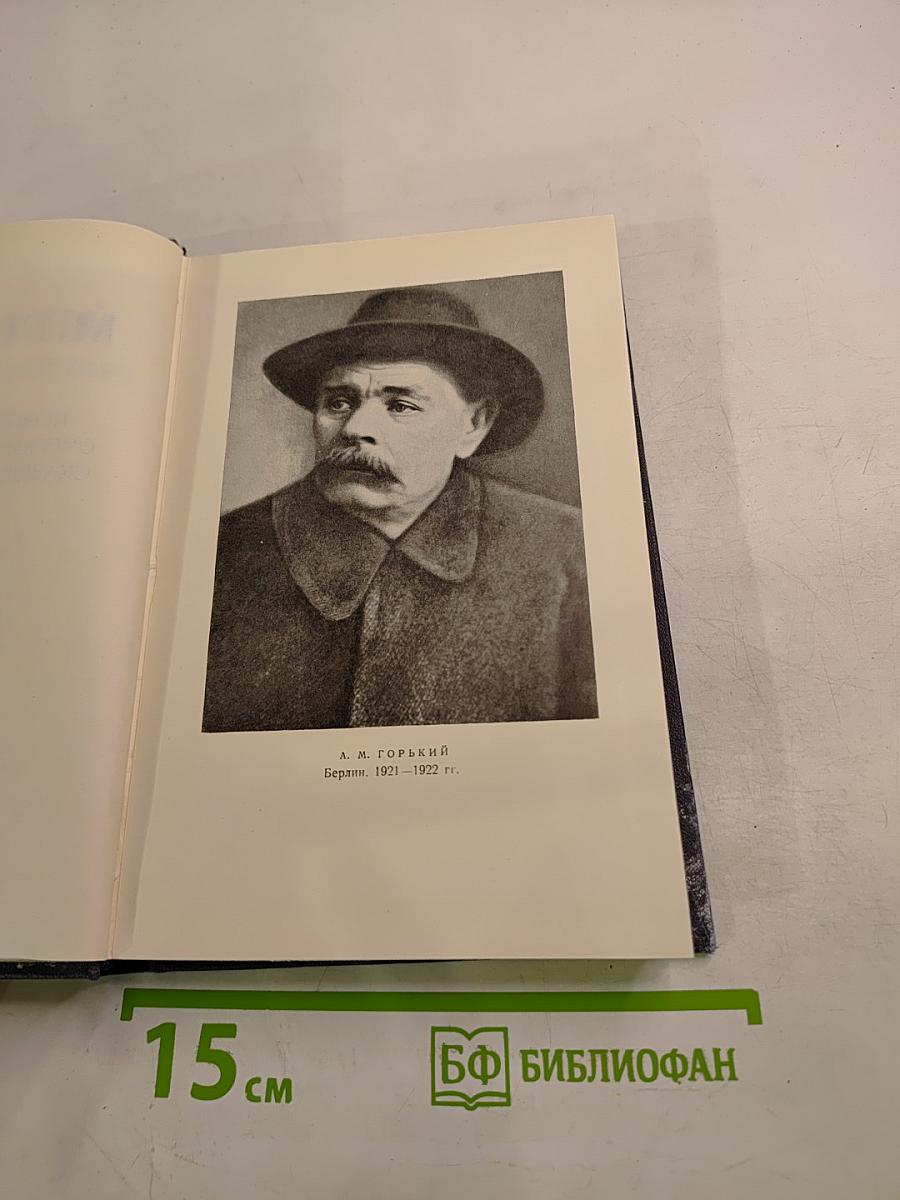 А. М. ГОРЬКИЙ
Берлин. 1921—1922 гг.
15 см
БФ БИБЛИОФАН